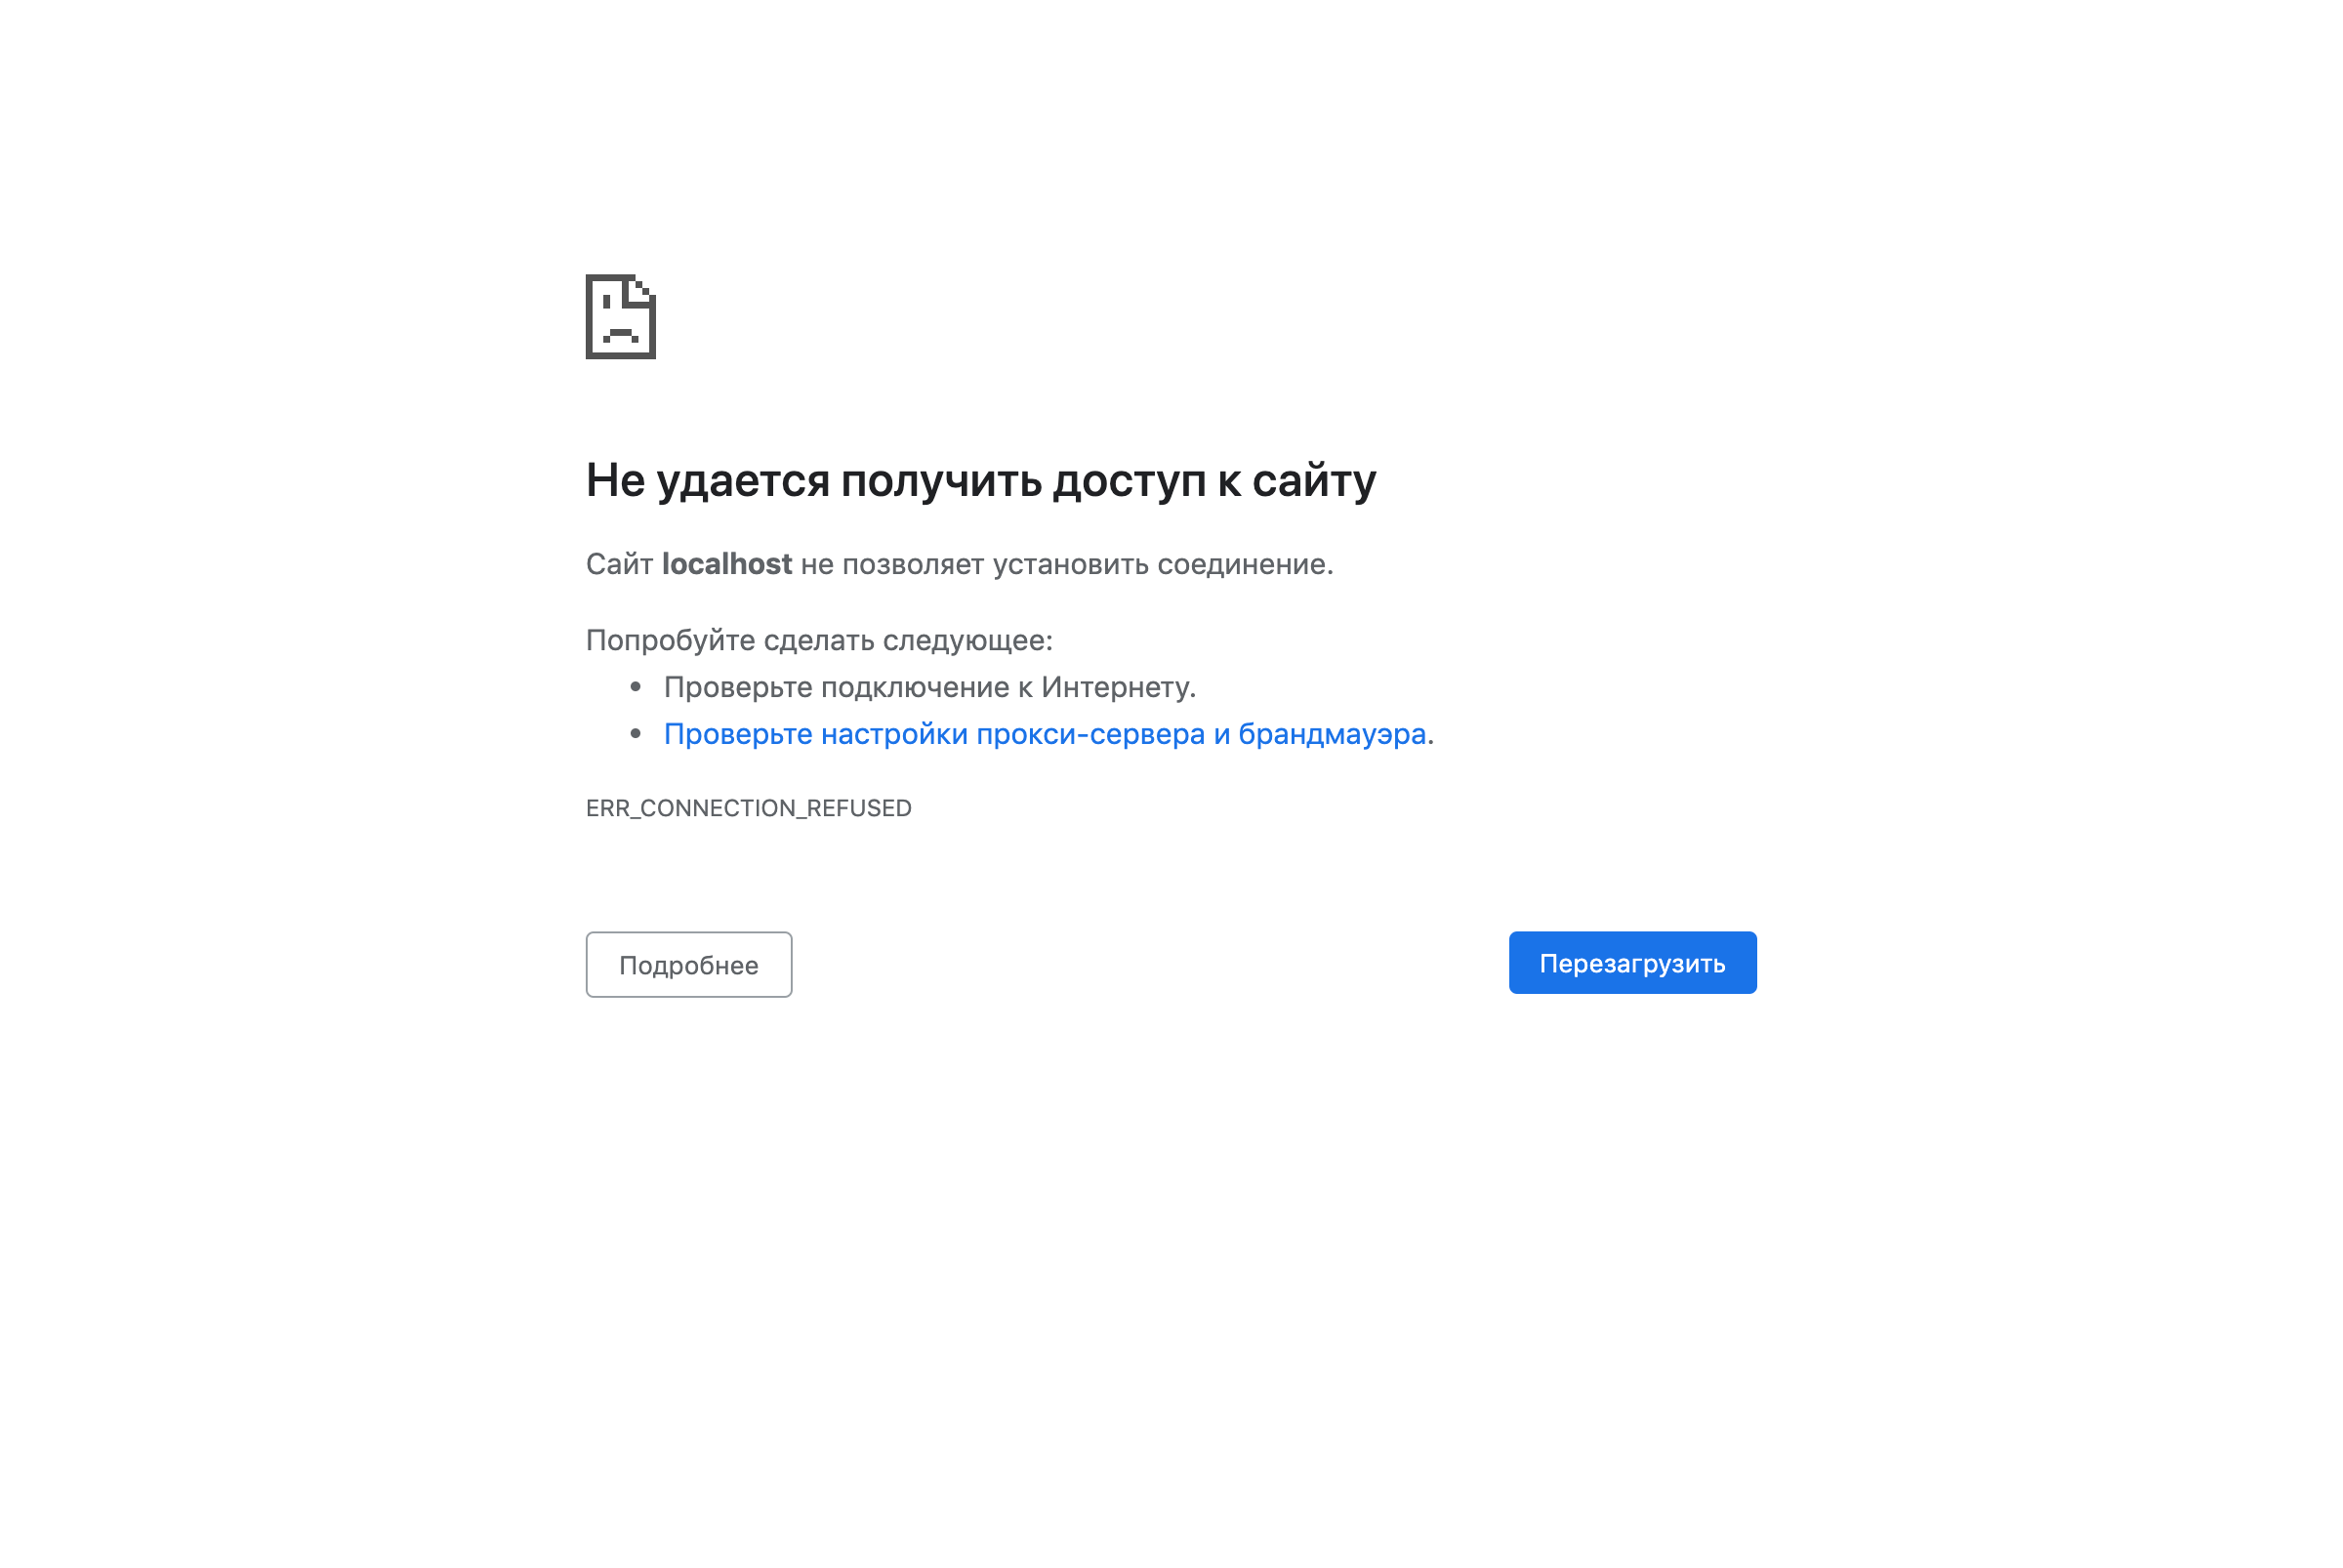 Не удается получить доступ к сайту
Сайт localhost не позволяет установить соединение.
Попробуйте сделать следующее:
• Проверьте подключение к Интернету.
• Проверьте настройки прокси-сервера и брандмауэра.
ERR_CONNECTION_REFUSED
Подробнее
Перезагрузить